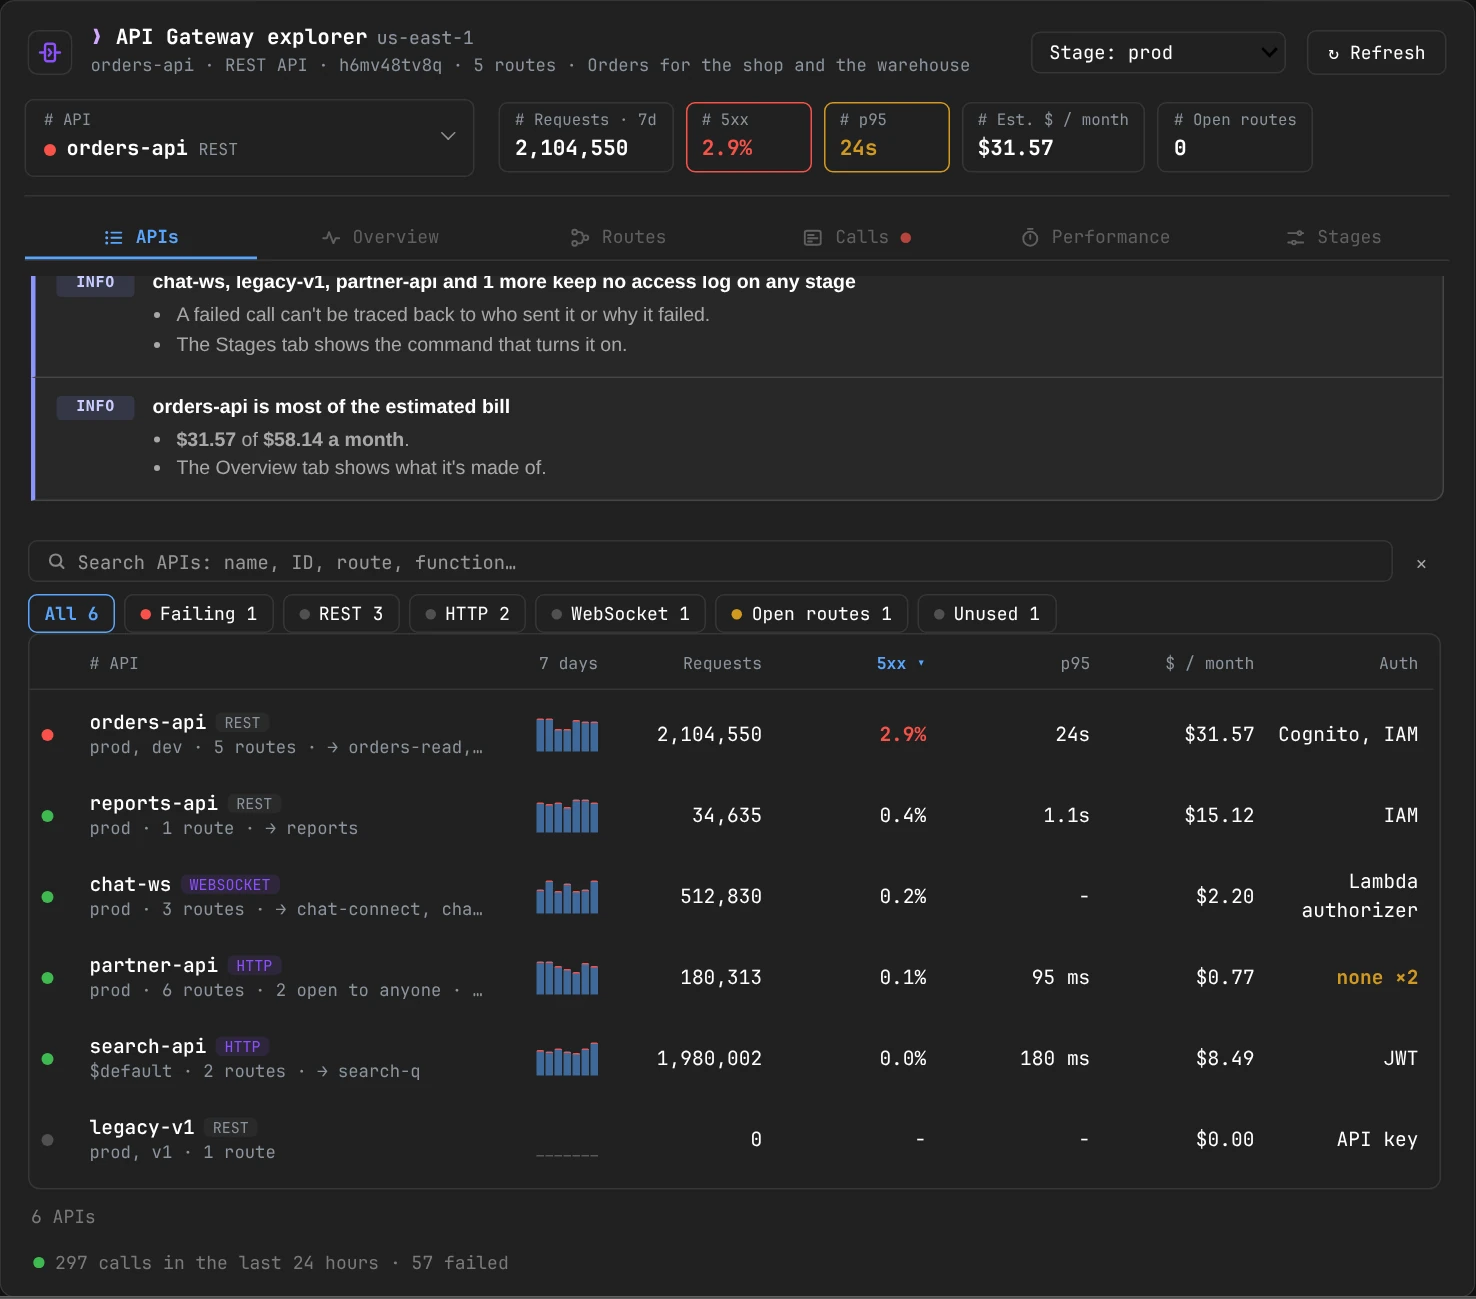 ❫ API Gateway explorer us-east-1
orders-api · REST API · h6mv48tv8q · 5 routes · Orders for the shop and the warehouse
Stage: prod
↻ Refresh
# API
orders-api REST
# Requests · 7d
2,104,550
# 5xx
2.9%
# p95
24s
# Est. $ / month
$31.57
# Open routes
0
APIs
Overview
Routes
Calls
Performance
Stages
INFO chat-ws, legacy-v1, partner-api and 1 more keep no access log on any stage
• A failed call can't be traced back to who sent it or why it failed.
• The Stages tab shows the command that turns it on.
INFO orders-api is most of the estimated bill
• $31.57 of $58.14 a month.
• The Overview tab shows what it's made of.
Search APIs: name, ID, route, function…
×
All 6 Failing 1 REST 3 HTTP 2 WebSocket 1 Open routes 1 Unused 1
# API 7 days Requests 5xx ▾ p95 $ / month Auth
orders-api REST
prod, dev · 5 routes · → orders-read,…
2,104,550 2.9% 24s $31.57 Cognito, IAM
reports-api REST
prod · 1 route · → reports
34,635 0.4% 1.1s $15.12 IAM
chat-ws WEBSOCKET
prod · 3 routes · → chat-connect, cha…
512,830 0.2% - $2.20 Lambda
authorizer
partner-api HTTP
prod · 6 routes · 2 open to anyone · …
180,313 0.1% 95 ms $0.77 none ×2
search-api HTTP
$default · 2 routes · → search-q
1,980,002 0.0% 180 ms $8.49 JWT
legacy-v1 REST
prod, v1 · 1 route
0 - - $0.00 API key
6 APIs
297 calls in the last 24 hours · 57 failed